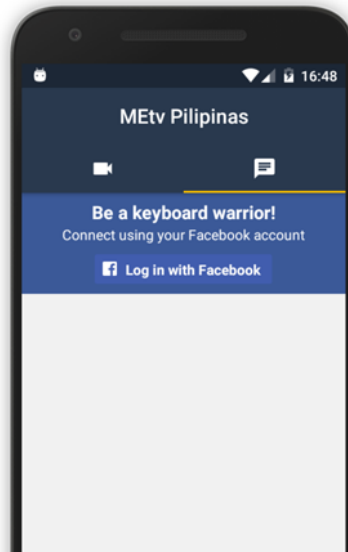 16:48
MEtv Pilipinas
Be a keyboard warrior!
Connect using your Facebook account
Log in with Facebook